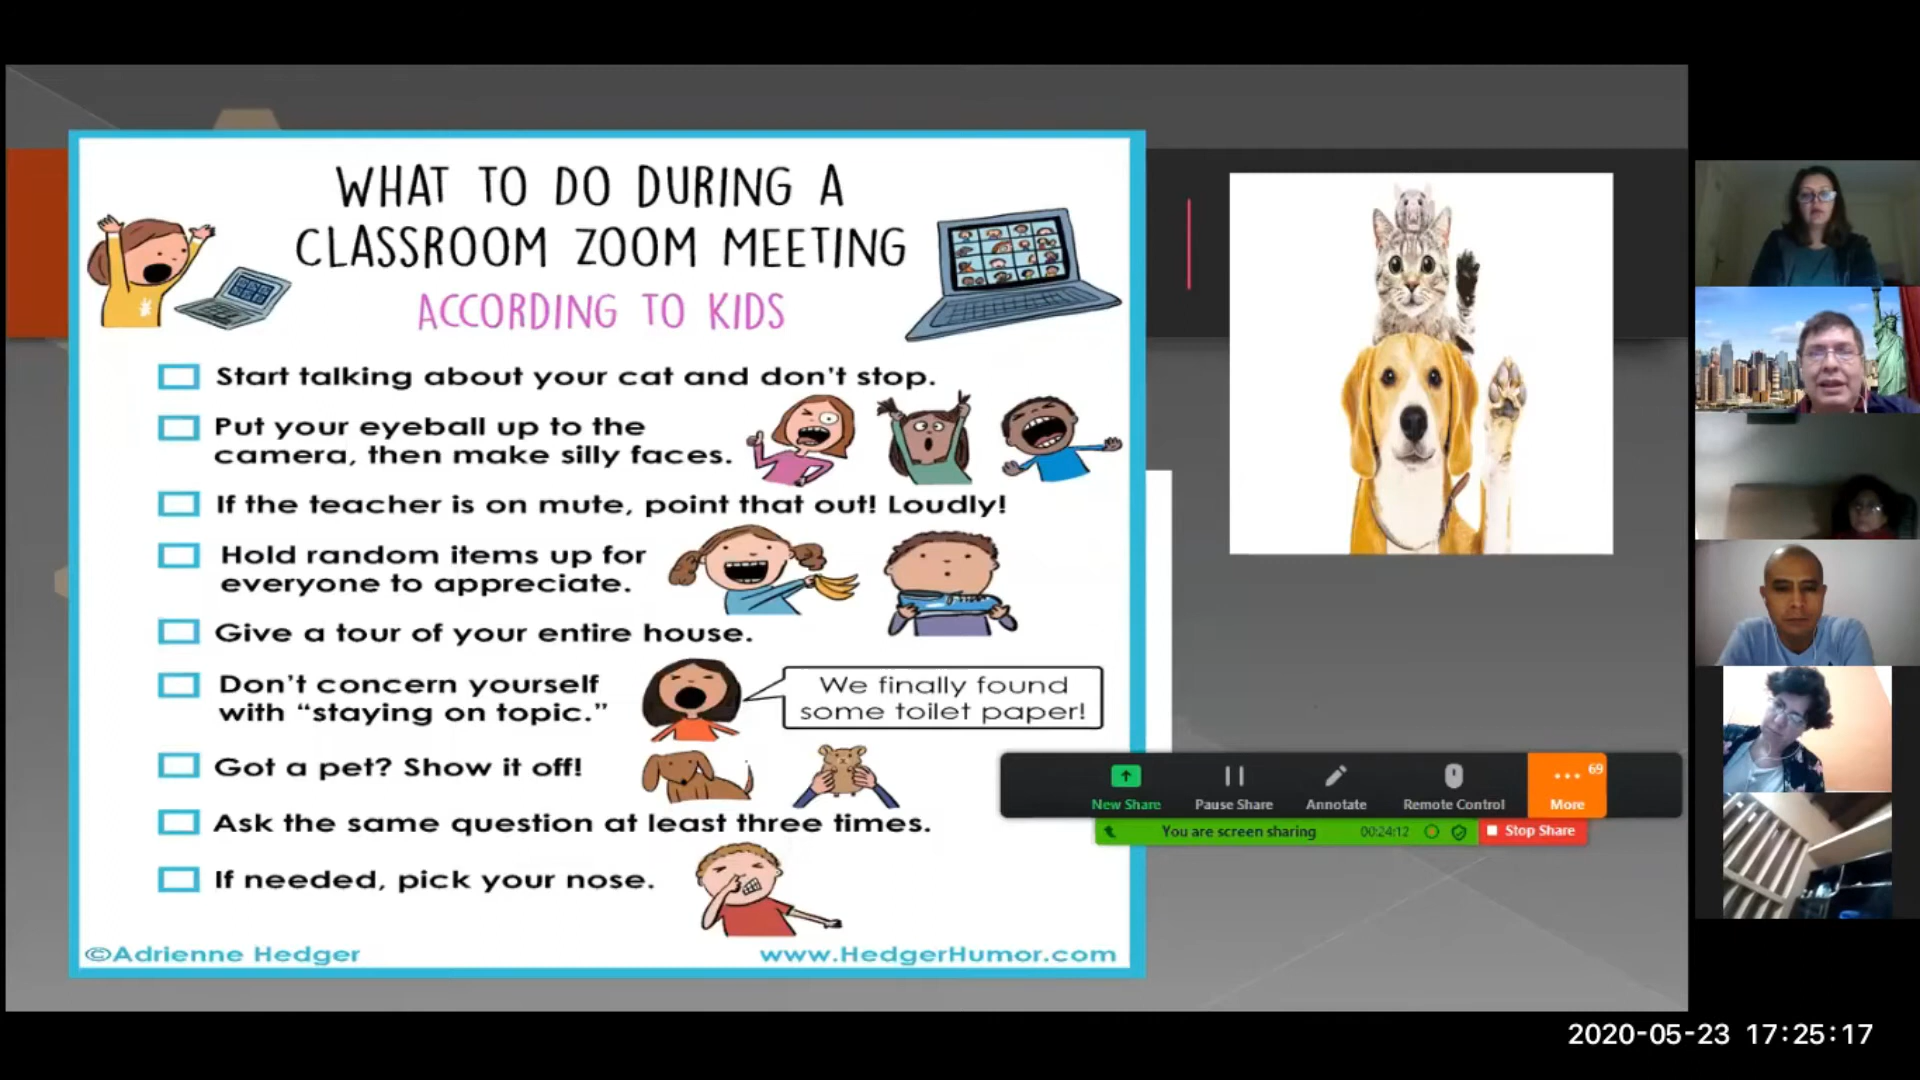 WHAT TO DO DURING A
CLASSROOM ZOOM MEETING
ACCORDING TO KIDS
Start talking about your cat and don't stop.
Put your eyeball up to the
camera, then make silly faces.
If the teacher is on mute, point that out! Loudly!
Hold random items up for
everyone to appreciate.
Give a tour of your entire house.
Don't concern yourself
with “staying on topic.”
We finally found
some toilet paper!
Got a pet? Show it off!
Ask the same question at least three times.
If needed, pick your nose.
©Adrienne Hedger
www.HedgerHumor.com
New Share
Pause Share
Annotate
Remote Control
69
More
You are screen sharing
00:24:12
Stop Share
2020-05-23 17:25:17